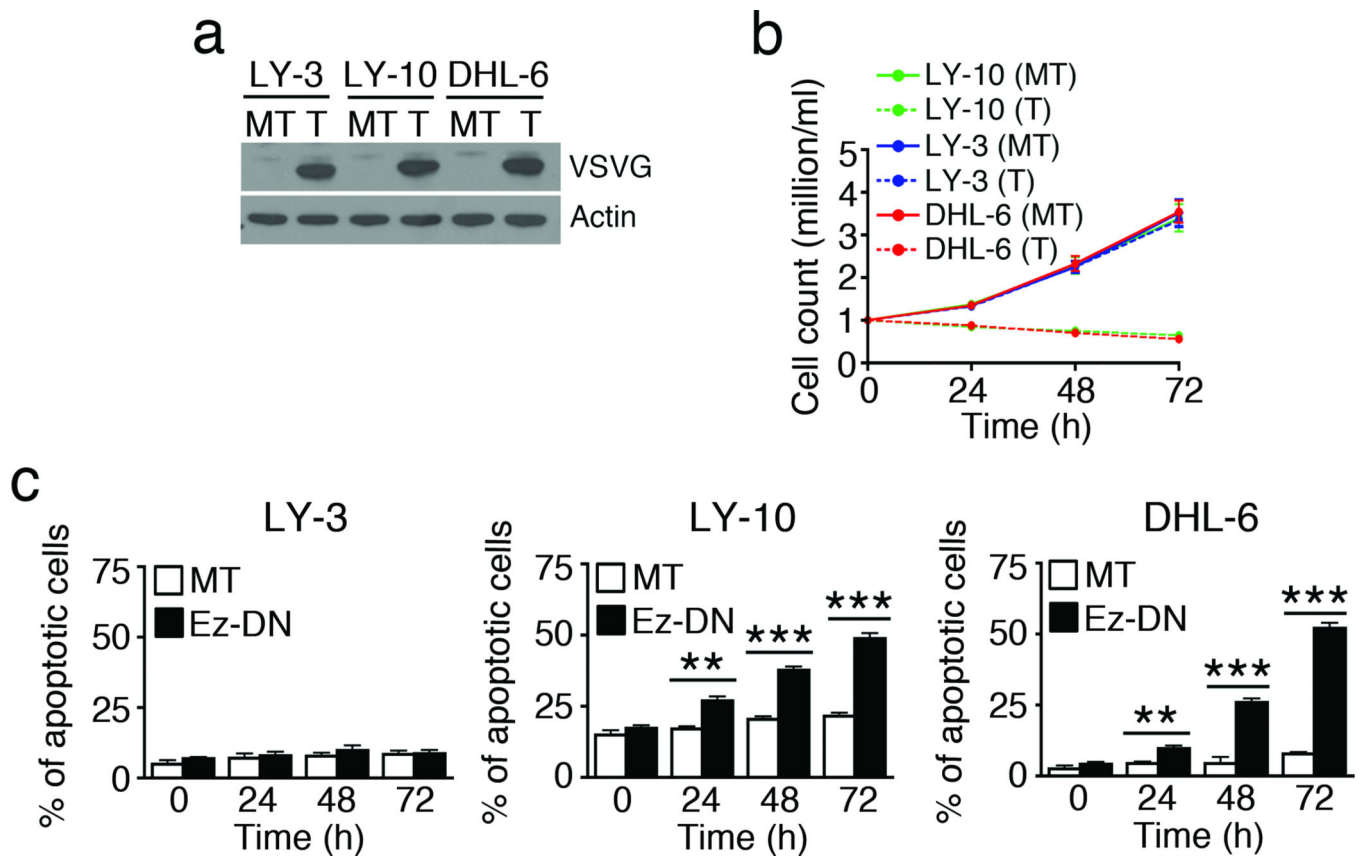 a
LY-3 LY-10 DHL-6
MT T MT T MT T
VSVG
Actin
b
LY-10 (MT)
LY-10 (T)
LY-3 (MT)
LY-3 (T)
DHL-6 (MT)
DHL-6 (T)
Cell count (million/ml)
5
4
3
2
1
0
0 24 48 72
Time (h)
c
LY-3
% of apoptotic cells
75
50
25
0
MT
Ez-DN
0 24 48 72
Time (h)
LY-10
% of apoptotic cells
75
50
25
0
MT
Ez-DN
** *** ***
0 24 48 72
Time (h)
DHL-6
% of apoptotic cells
75
50
25
0
MT
Ez-DN
** *** ***
0 24 48 72
Time (h)